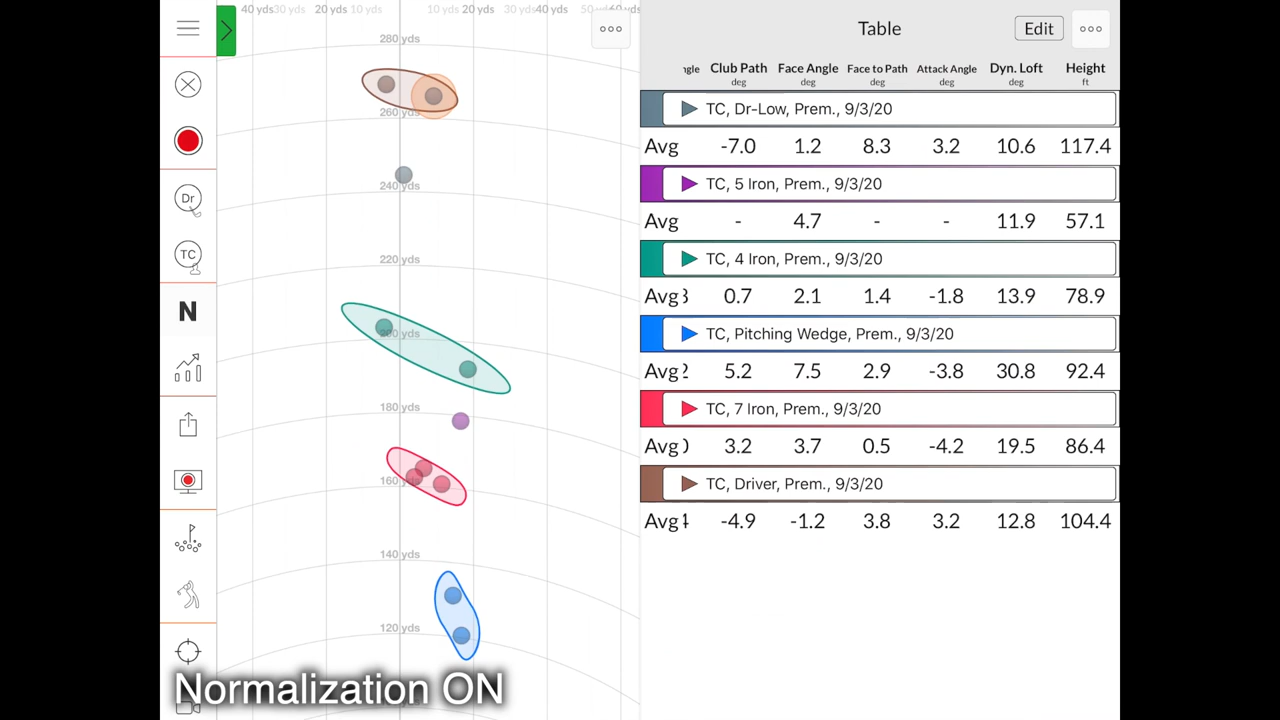 40 yds 30 yds 20 yds 10 yds 10 yds 20 yds 30 yds 40 yds
280 yds
260 yds
240 yds
220 yds
200 yds
180 yds
160 yds
140 yds
120 yds
Dr
TC
N
Normalization ON
Table
Edit
Club Path Face Angle Face to Path Attack Angle Dyn. Loft Height
deg deg deg deg deg ft
TC, Dr-Low, Prem., 9/3/20
Avg -7.0 1.2 8.3 3.2 10.6 117.4
TC, 5 Iron, Prem., 9/3/20
Avg - 4.7 - - 11.9 57.1
TC, 4 Iron, Prem., 9/3/20
Avg 0.7 2.1 1.4 -1.8 13.9 78.9
TC, Pitching Wedge, Prem., 9/3/20
Avg 5.2 7.5 2.9 -3.8 30.8 92.4
TC, 7 Iron, Prem., 9/3/20
Avg 3.2 3.7 0.5 -4.2 19.5 86.4
TC, Driver, Prem., 9/3/20
Avg -4.9 -1.2 3.8 3.2 12.8 104.4